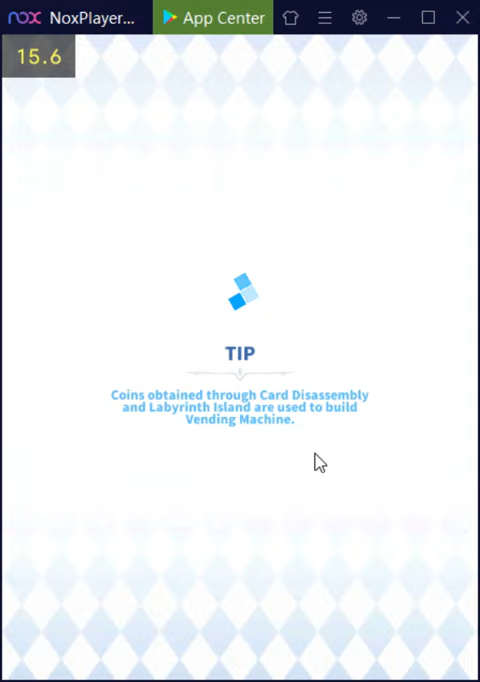 nox NoxPlayer... App Center
15.6
TIP
Coins obtained through Card Disassembly
and Labyrinth Island are used to build
Vending Machine.